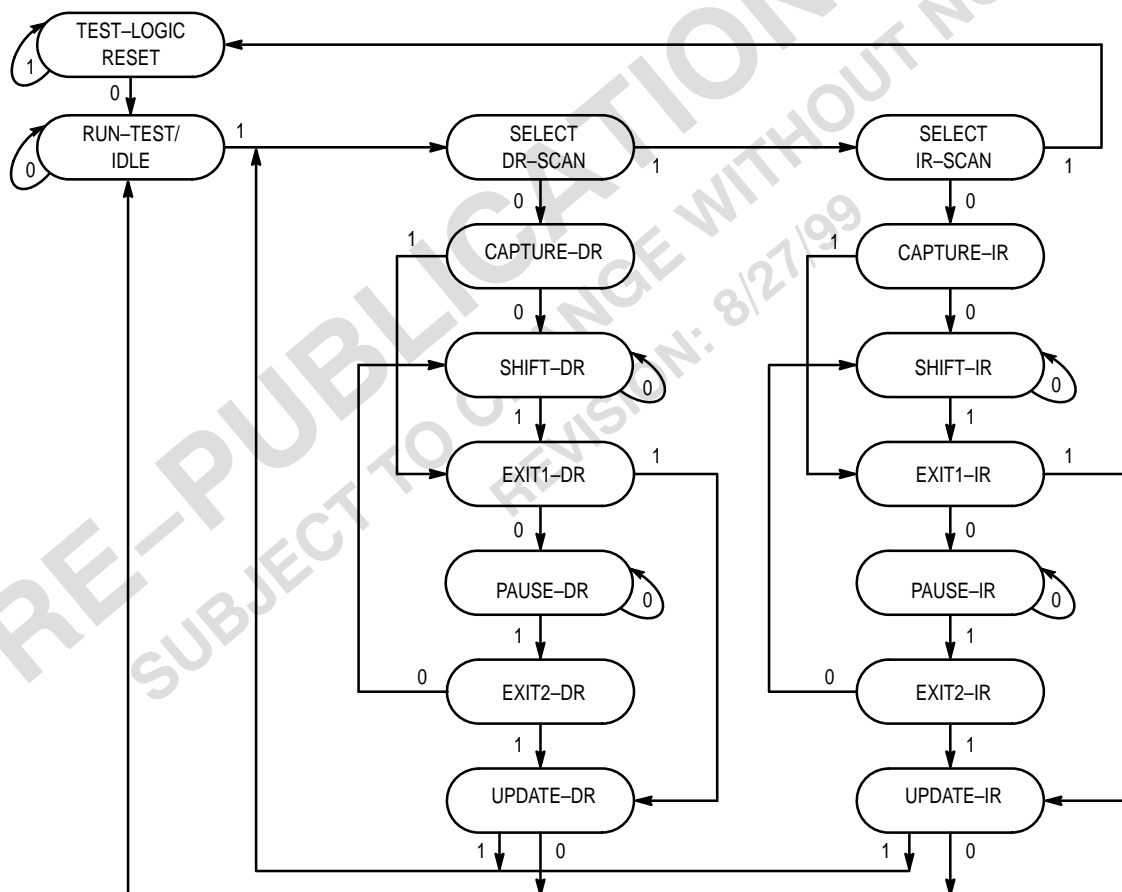 TEST–LOGIC
RESET
1
0
RUN–TEST/
IDLE
0
1
SELECT
DR–SCAN
1
0
SELECT
IR–SCAN
1
0
CAPTURE–DR
1
0
CAPTURE–IR
1
0
SHIFT–DR
0
1
SHIFT–IR
0
1
EXIT1–DR
1
0
EXIT1–IR
1
0
PAUSE–DR
0
1
PAUSE–IR
0
1
EXIT2–DR
0
1
EXIT2–IR
0
1
UPDATE–DR
1
0
UPDATE–IR
1
0
RE–PUBLICATION
SUBJECT TO CHANGE WITHOUT
REVISION: 8/27/99